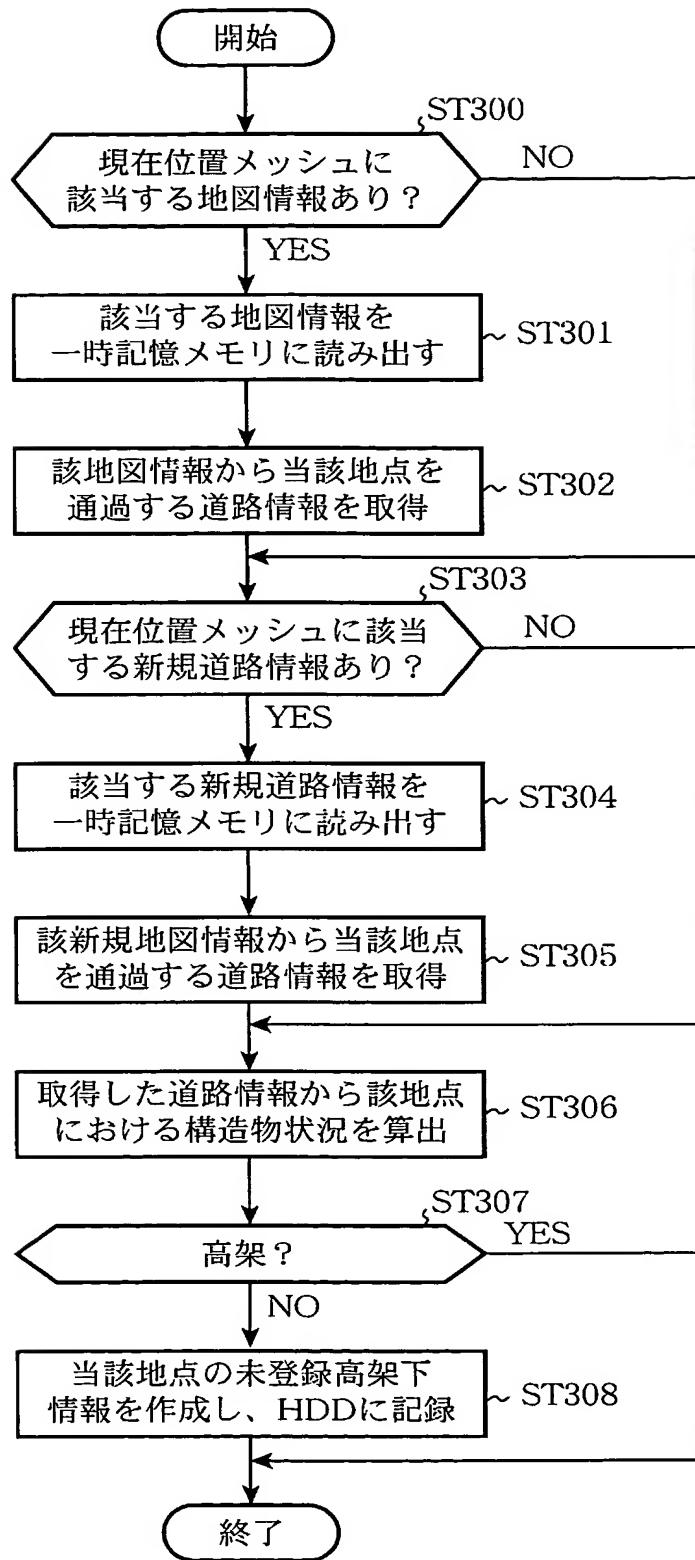 開始
ST300
現在位置メッシュに
該当する地図情報あり？
NO
YES
該当する地図情報を
一時記憶メモリに読み出す
～ST301
該地図情報から当該地点を
通過する道路情報を取得
～ST302
ST303
現在位置メッシュに該当
する新規道路情報あり？
NO
YES
該当する新規道路情報を
一時記憶メモリに読み出す
～ST304
該新規地図情報から当該地点
を通過する道路情報を取得
～ST305
取得した道路情報から該地点
における構造物状況を算出
～ST306
ST307
高架？
YES
NO
当該地点の未登録高架下
情報を作成し、HDDに記録
～ST308
終了